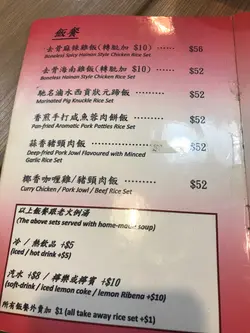 飯餐
去骨麻辣雞飯 (轉髀加 $10) ...... $56
Boneless Spicy Hainan Style Chicken Rice Set
去骨海南雞飯 (轉髀加 $10) ...... $52
Boneless Hainan Style Chicken Rice Set
馳名滷水西貢狀元蹄飯 ...... $52
Marinated Pig Knuckle Rice Set
香煎手打咸魚蓉肉餅飯 ...... $52
Pan-fried Aromatic Pork Patties Rice Set
蒜香豬頸肉飯 $52
Deep-fried Pork Jowl Flavoured with Minced
Garlic Rice Set
椰香咖喱雞/豬頸肉飯 $52
Curry Chicken / Pork Jowl / Beef Rice Set
以上飯餐跟老火例湯
(The above sets served with home-made soup)
冷 / 熱飲品 +$5
(iced / hot drink +$5)
汽水 +$8 / 檸樂或檸賓 +$10
(soft-drink / iced lemon coke / lemon Ribena +$10)
所有飯餐外賣加 $1 (all take away rice set +$1)